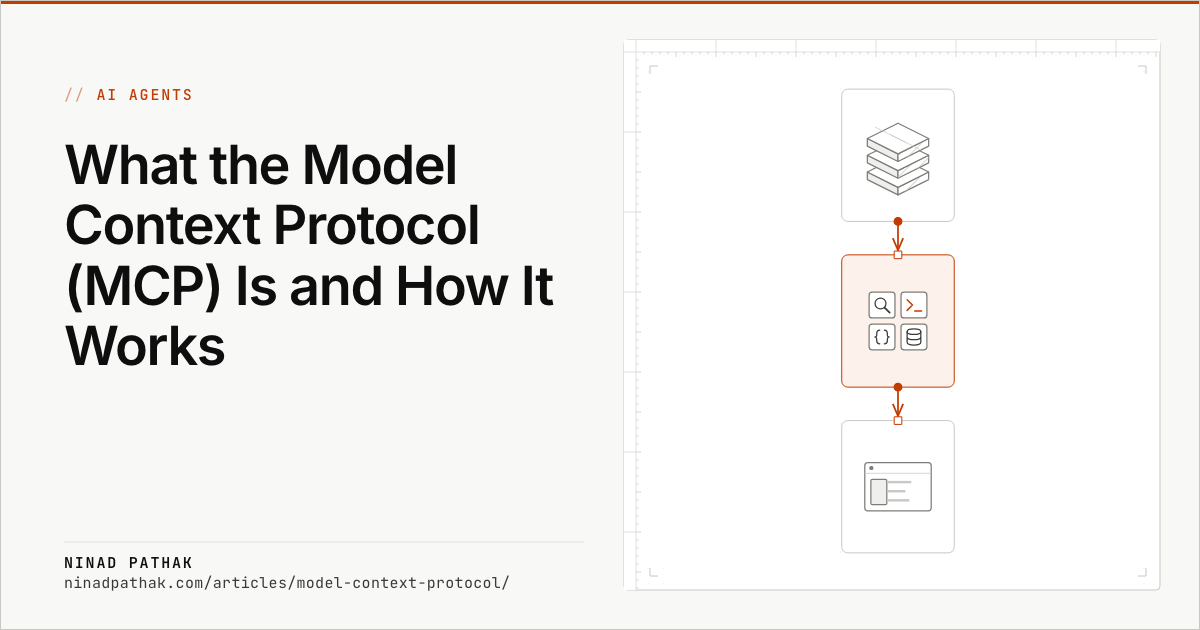 // AI AGENTS
What the Model
Context Protocol
(MCP) Is and How It
Works
NINAD PATHAK
ninadpathak.com/articles/model-context-protocol/